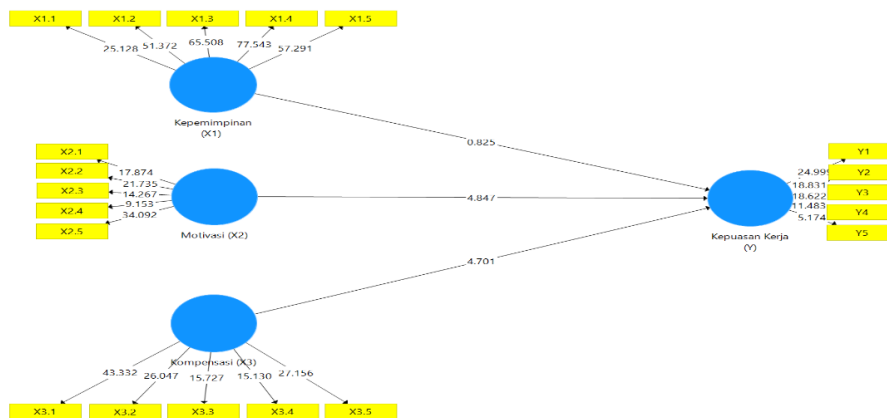 X1.1 X1.2 X1.3 X1.4 X1.5
25.128 51.372 65.508 77.543 57.291
Kepemimpinan
(X1)
0.825
X2.1
X2.2
X2.3
X2.4
X2.5
17.874
21.735
14.267
9.153
34.092
Motivasi (X2)
4.847
Y1
Y2
Y3
Y4
Y5
24.999
18.831
18.622
11.483
5.174
Kepuasan Kerja
(Y)
4.701
Kompensasi (X3)
43.332 26.047 15.727 15.130 27.156
X3.1 X3.2 X3.3 X3.4 X3.5